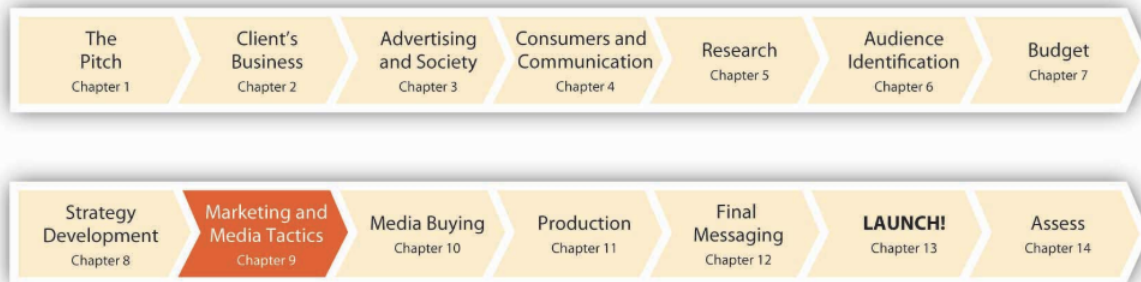 The
Pitch
Chapter 1
Client's
Business
Chapter 2
Advertising
and Society
Chapter 3
Consumers and
Communication
Chapter 4
Research
Chapter 5
Audience
Identification
Chapter 6
Budget
Chapter 7
Strategy
Development
Chapter 8
Marketing and
Media Tactics
Chapter 9
Media Buying
Chapter 10
Production
Chapter 11
Final
Messaging
Chapter 12
LAUNCH!
Chapter 13
Assess
Chapter 14